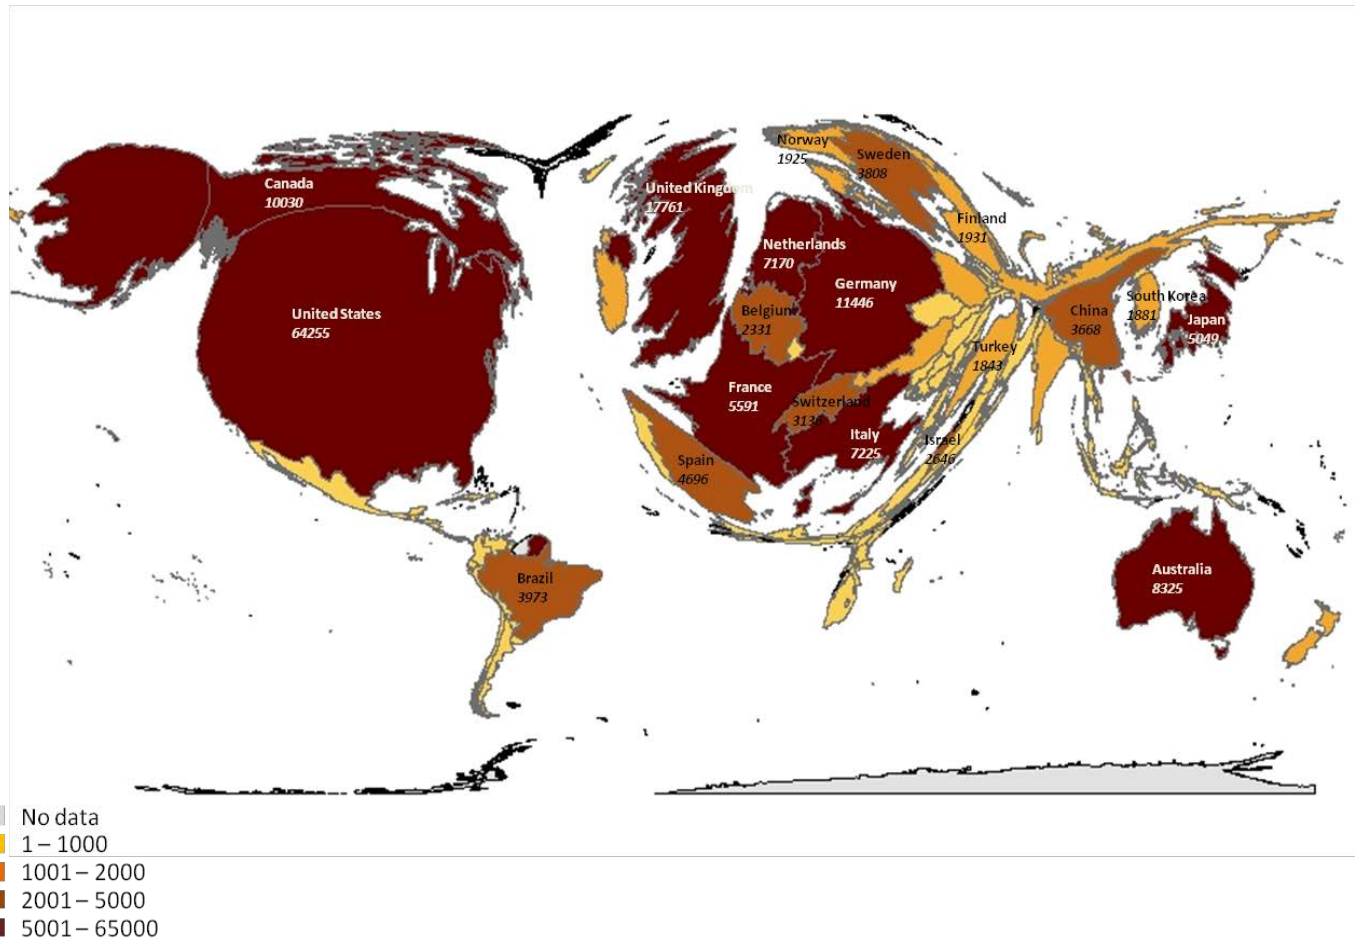 Norway
1925
Sweden
3808
Canada
10030
United Kingdom
17761
Finland
1931
Netherlands
7170
Germany
11446
United States
64255
Belgium
2331
China
3668
South Korea
1881
Japan
5049
Turkey
1843
France
5591
Switzerland
3136
Italy
7225
Israel
2646
Spain
4696
Brazil
3973
Australia
8325
No data
1 – 1000
1001 – 2000
2001 – 5000
5001 – 65000